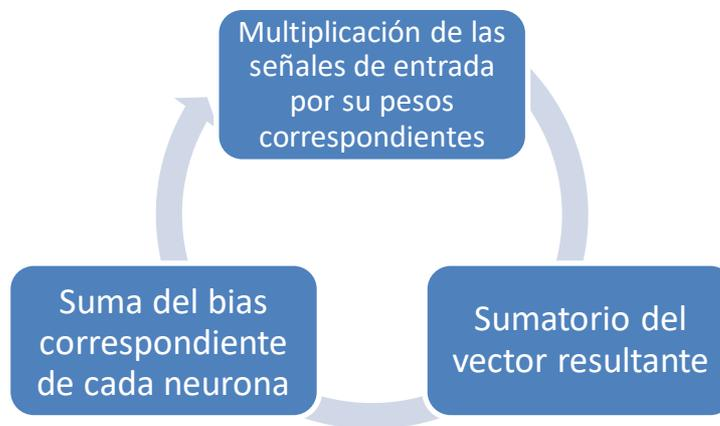 Multiplicación de las
señales de entrada
por su pesos
correspondientes
Sumatorio del
vector resultante
Suma del bias
correspondiente
de cada neurona